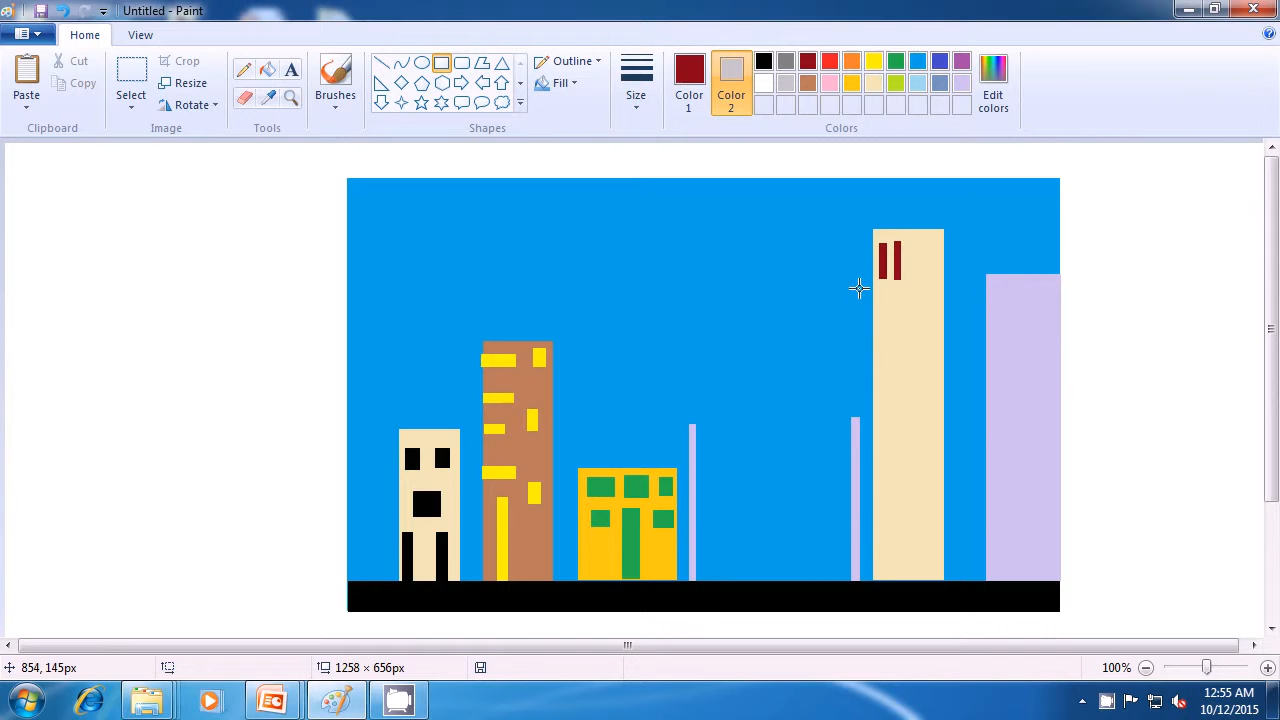 Untitled - Paint
Home
View
Paste
Cut
Copy
Clipboard
Select
Crop
Resize
Rotate
Image
A
Tools
Brushes
Outline
Fill
Shapes
Size
Color 1
Color 2
Edit colors
Colors
854, 145px
1258 × 656px
100%
12:55 AM
10/12/2015